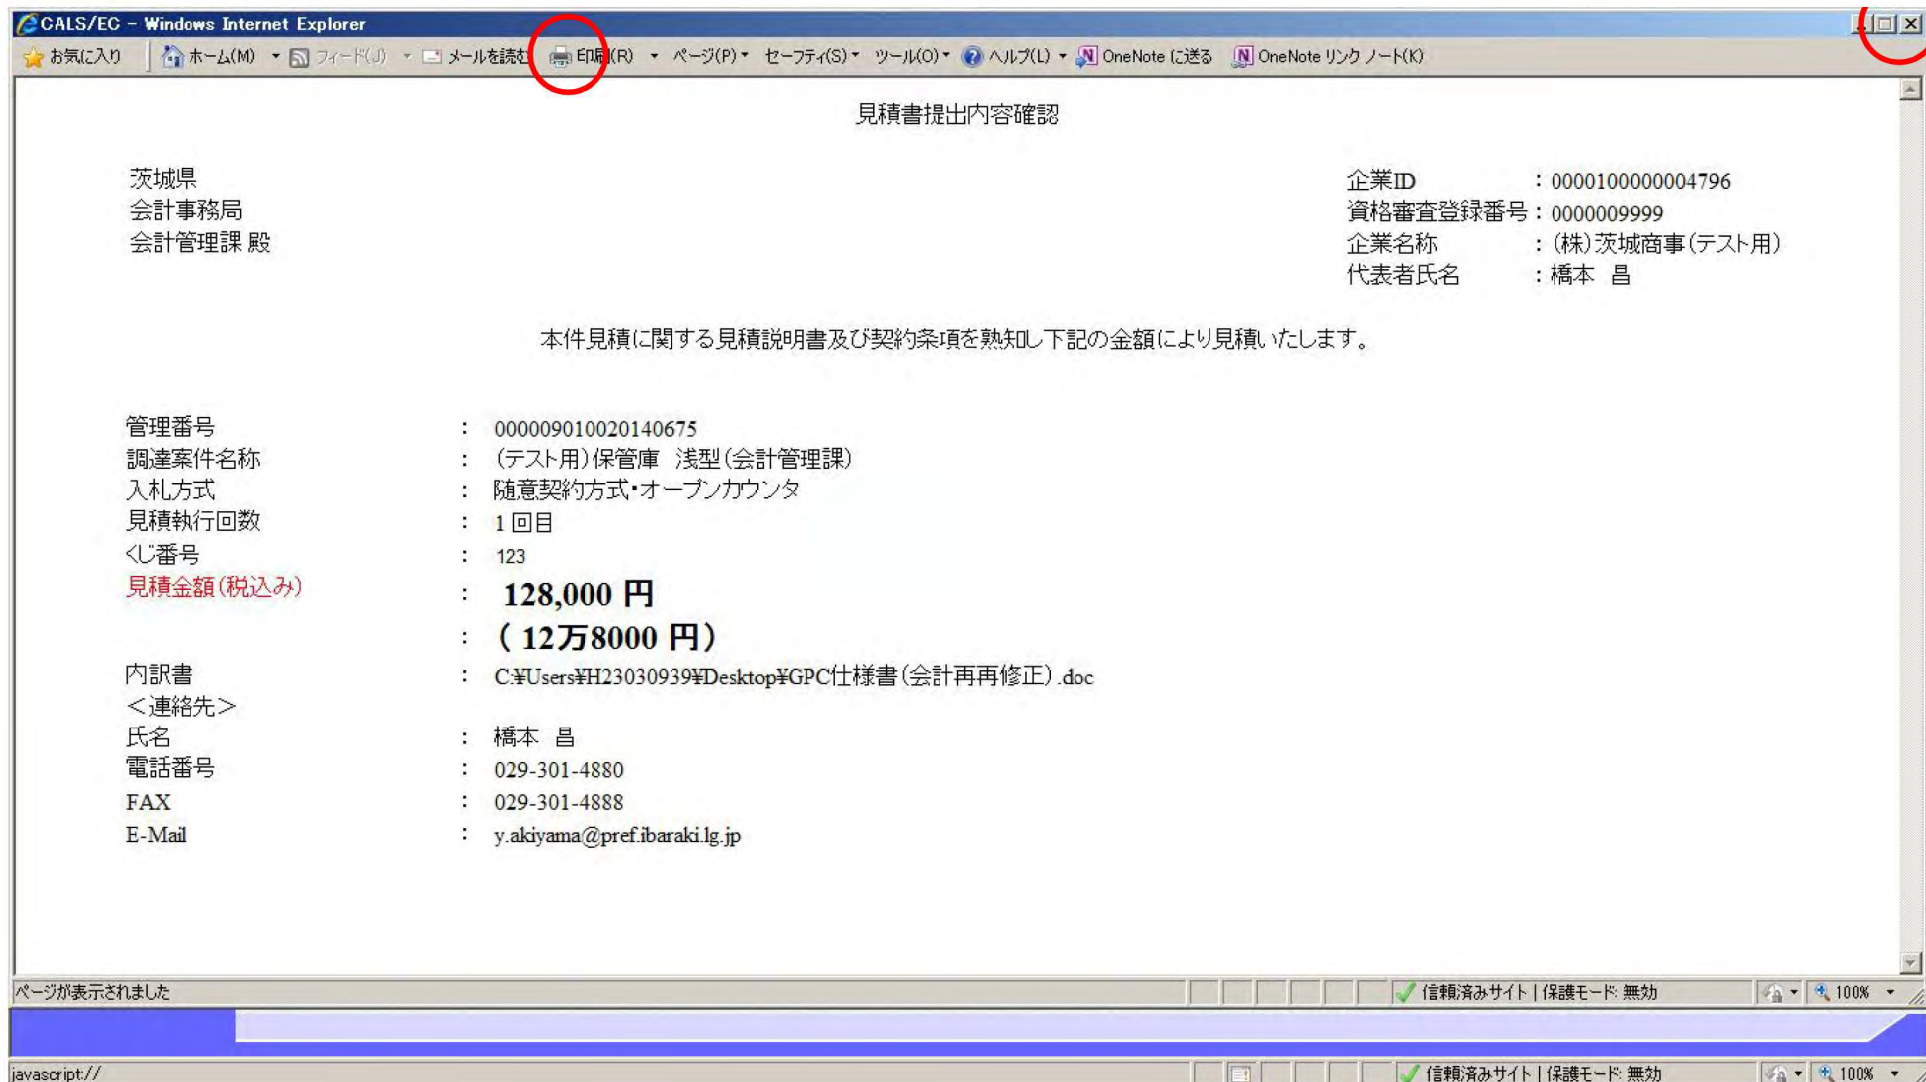 CALS/EC - Windows Internet Explorer
お気に入り ホーム(M) フィード(J) メールを読む 印刷(R) ページ(P) セーフティ(S) ツール(O) ヘルプ(L) OneNote に送る OneNote リンク ノート(K)
見積書提出内容確認
茨城県
会計事務局
会計管理課 殿
企業ID : 0000100000004796
資格審査登録番号 : 0000009999
企業名称 : (株)茨城商事(テスト用)
代表者氏名 : 橋本 昌
本件見積に関する見積説明書及び契約条項を熟知し下記の金額により見積いたします。
管理番号 : 000009010020140675
調達案件名称 : (テスト用)保管庫 浅型(会計管理課)
入札方式 : 随意契約方式・オープンカウンタ
見積執行回数 : 1 回目
くじ番号 : 123
見積金額(税込み) : 128,000 円
: ( 12万8000 円)
内訳書 : C:¥Users¥H23030939¥Desktop¥GPC仕様書(会計再再修正).doc
<連絡先>
氏名 : 橋本 昌
電話番号 : 029-301-4880
FAX : 029-301-4888
E-Mail : y.akiyama@pref.ibaraki.lg.jp
ページが表示されました 信頼済みサイト | 保護モード: 無効 100%
javascript:// 信頼済みサイト | 保護モード: 無効 100%